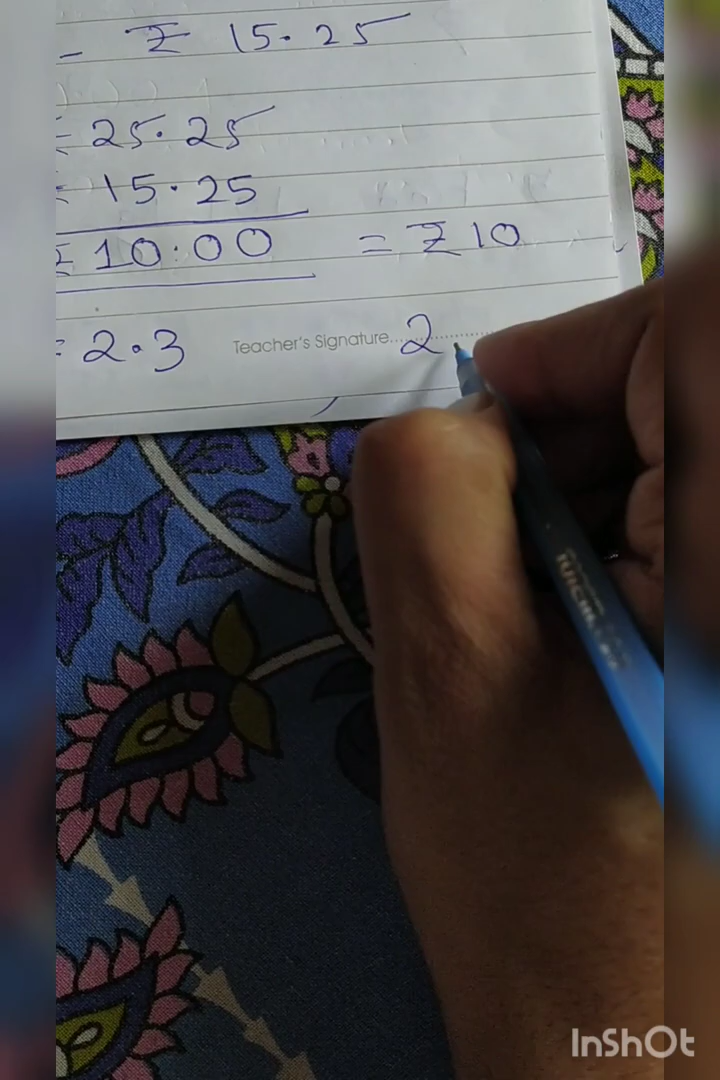 - ₹ 15.25
25.25
15.25
₹ 10:00 = ₹ 10
= 2.3 Teacher's Signature.......... 2
InShOt